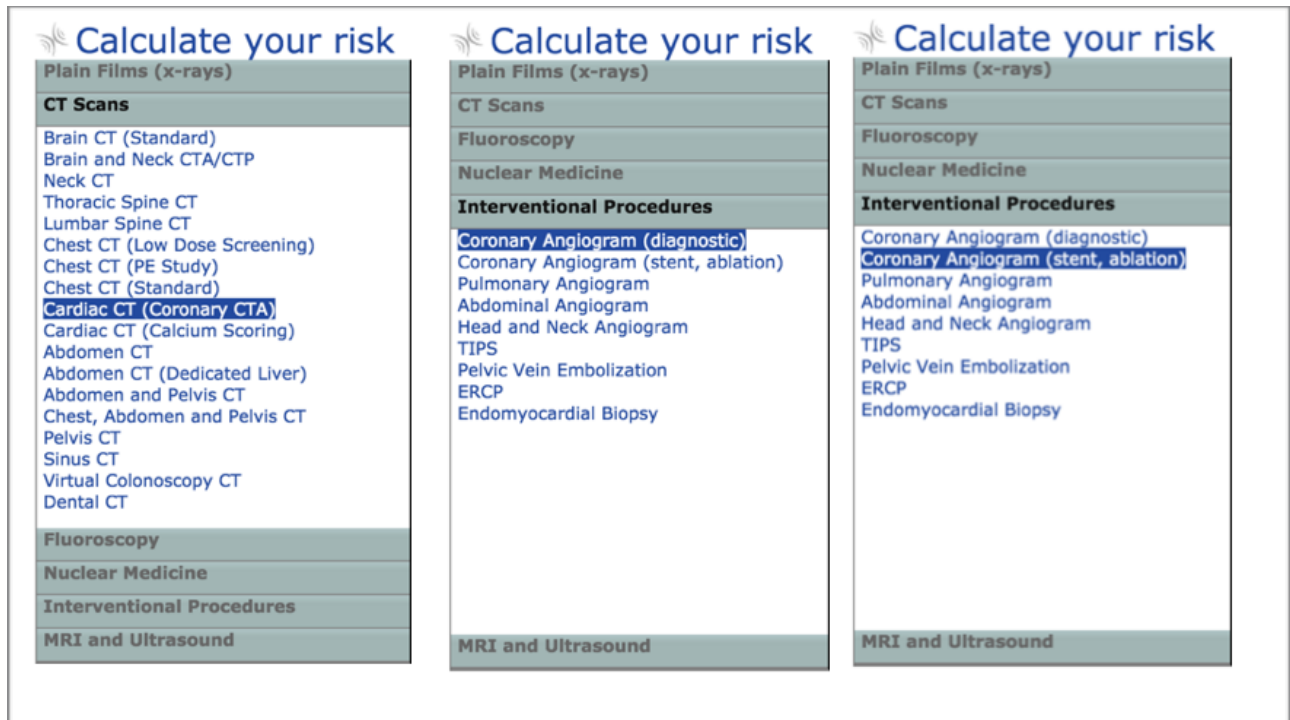 Calculate your risk
Plain Films (x-rays)
CT Scans
Brain CT (Standard)
Brain and Neck CTA/CTP
Neck CT
Thoracic Spine CT
Lumbar Spine CT
Chest CT (Low Dose Screening)
Chest CT (PE Study)
Chest CT (Standard)
Cardiac CT (Coronary CTA)
Cardiac CT (Calcium Scoring)
Abdomen CT
Abdomen CT (Dedicated Liver)
Abdomen and Pelvis CT
Chest, Abdomen and Pelvis CT
Pelvis CT
Sinus CT
Virtual Colonoscopy CT
Dental CT
Fluoroscopy
Nuclear Medicine
Interventional Procedures
MRI and Ultrasound
Calculate your risk
Plain Films (x-rays)
CT Scans
Fluoroscopy
Nuclear Medicine
Interventional Procedures
Coronary Angiogram (diagnostic)
Coronary Angiogram (stent, ablation)
Pulmonary Angiogram
Abdominal Angiogram
Head and Neck Angiogram
TIPS
Pelvic Vein Embolization
ERCP
Endomyocardial Biopsy
MRI and Ultrasound
Calculate your risk
Plain Films (x-rays)
CT Scans
Fluoroscopy
Nuclear Medicine
Interventional Procedures
Coronary Angiogram (diagnostic)
Coronary Angiogram (stent, ablation)
Pulmonary Angiogram
Abdominal Angiogram
Head and Neck Angiogram
TIPS
Pelvic Vein Embolization
ERCP
Endomyocardial Biopsy
MRI and Ultrasound